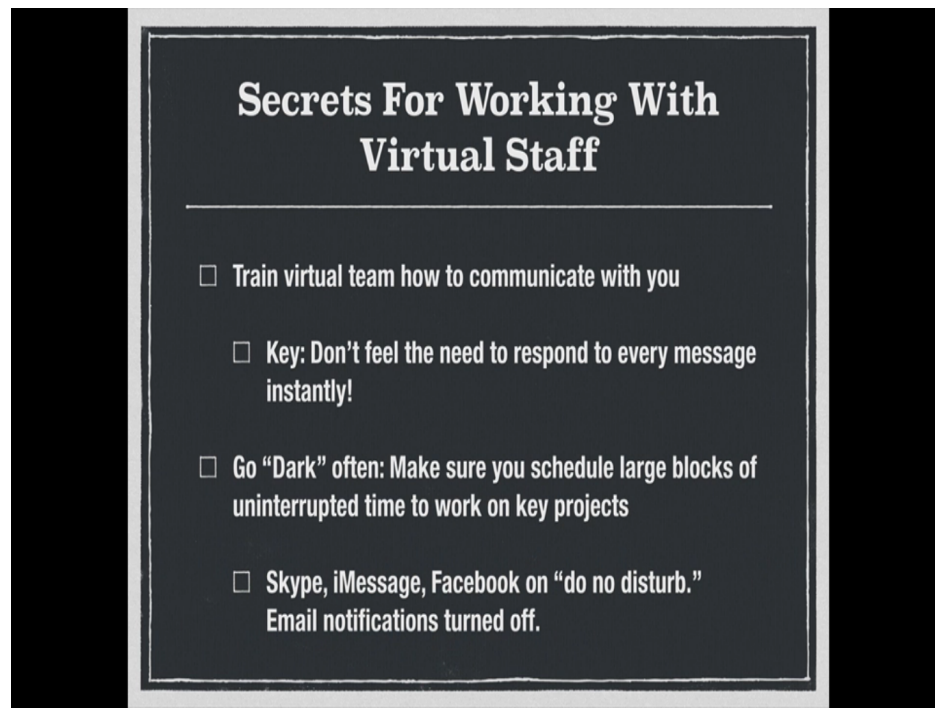 Secrets For Working With
Virtual Staff
Train virtual team how to communicate with you
Key: Don’t feel the need to respond to every message
instantly!
Go “Dark” often: Make sure you schedule large blocks of
uninterrupted time to work on key projects
Skype, iMessage, Facebook on “do no disturb.”
Email notifications turned off.